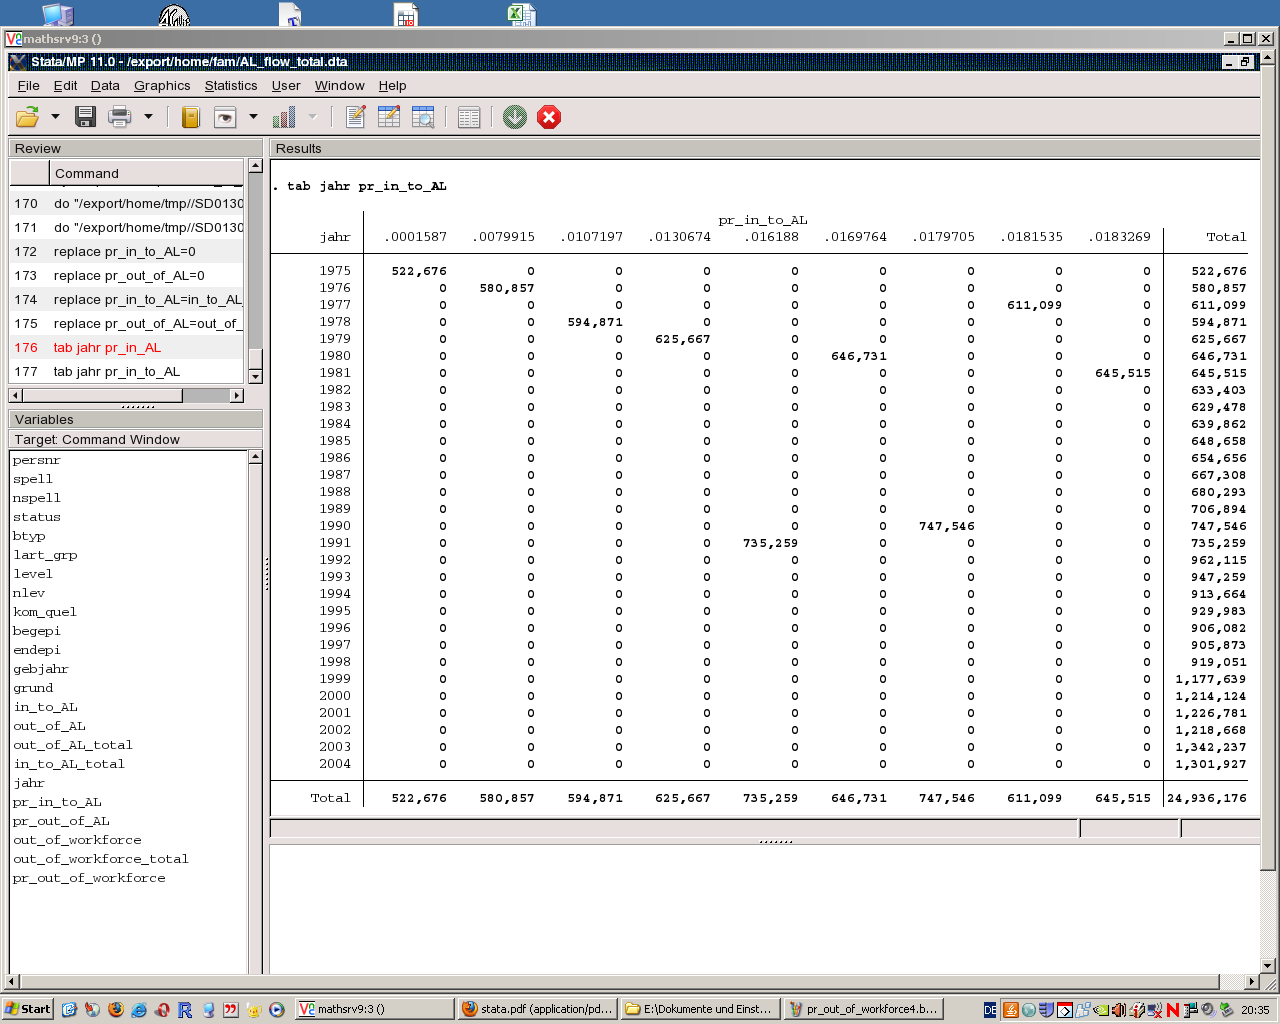 mathsrv9:3 ()
Stata/MP 11.0 - /export/home/fam/AL_flow_total.dta
File Edit Data Graphics Statistics User Window Help
Review
Command
170 do "/export/home/tmp//SD0130
171 do "/export/home/tmp//SD0130
172 replace pr_in_to_AL=0
173 replace pr_out_of_AL=0
174 replace pr_in_to_AL=in_to_AL
175 replace pr_out_of_AL=out_of_
176 tab jahr pr_in_AL
177 tab jahr pr_in_to_AL
Variables
Target: Command Window
persnr
spell
nspell
status
btyp
lart_grp
level
nlev
kom_quel
begepi
endepi
gebjahr
grund
in_to_AL
out_of_AL
out_of_AL_total
in_to_AL_total
jahr
pr_in_to_AL
pr_out_of_AL
out_of_workforce
out_of_workforce_total
pr_out_of_workforce
Results
. tab jahr pr_in_to_AL
pr_in_to_AL
jahr .0001587 .0079915 .0107197 .0130674 .016188 .0169764 .0179705 .0181535 .0183269 Total
1975 522,676 0 0 0 0 0 0 0 0 522,676
1976 0 580,857 0 0 0 0 0 0 0 580,857
1977 0 0 0 0 0 0 0 611,099 0 611,099
1978 0 0 594,871 0 0 0 0 0 0 594,871
1979 0 0 0 625,667 0 0 0 0 0 625,667
1980 0 0 0 0 0 646,731 0 0 0 646,731
1981 0 0 0 0 0 0 0 0 645,515 645,515
1982 0 0 0 0 0 0 0 0 0 633,403
1983 0 0 0 0 0 0 0 0 0 629,478
1984 0 0 0 0 0 0 0 0 0 639,862
1985 0 0 0 0 0 0 0 0 0 648,658
1986 0 0 0 0 0 0 0 0 0 654,656
1987 0 0 0 0 0 0 0 0 0 667,308
1988 0 0 0 0 0 0 0 0 0 680,293
1989 0 0 0 0 0 0 0 0 0 706,894
1990 0 0 0 0 0 0 747,546 0 0 747,546
1991 0 0 0 0 735,259 0 0 0 0 735,259
1992 0 0 0 0 0 0 0 0 0 962,115
1993 0 0 0 0 0 0 0 0 0 947,259
1994 0 0 0 0 0 0 0 0 0 913,664
1995 0 0 0 0 0 0 0 0 0 929,983
1996 0 0 0 0 0 0 0 0 0 906,082
1997 0 0 0 0 0 0 0 0 0 905,873
1998 0 0 0 0 0 0 0 0 0 919,051
1999 0 0 0 0 0 0 0 0 0 1,177,639
2000 0 0 0 0 0 0 0 0 0 1,214,124
2001 0 0 0 0 0 0 0 0 0 1,226,781
2002 0 0 0 0 0 0 0 0 0 1,218,668
2003 0 0 0 0 0 0 0 0 0 1,342,237
2004 0 0 0 0 0 0 0 0 0 1,301,927
Total 522,676 580,857 594,871 625,667 735,259 646,731 747,546 611,099 645,515 24,936,176
Start mathsrv9:3 () stata.pdf (application/pd... E:\Dokumente und Einst... pr_out_of_workforce4.b... DE 20:35